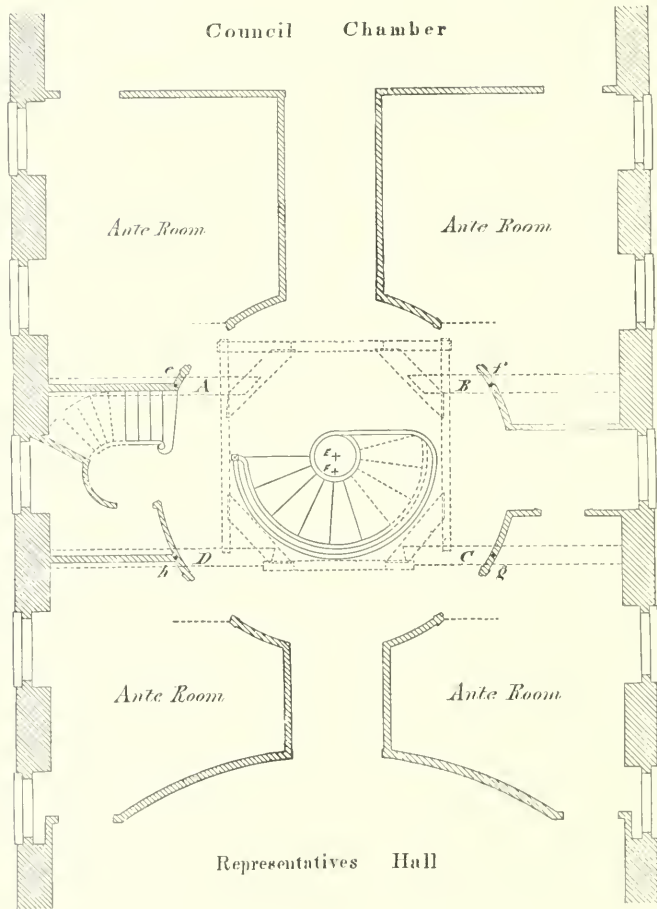 Council Chamber
Ante Room Ante Room
e A B f
E
F
h D C g
Ante Room Ante Room
Representatives Hall